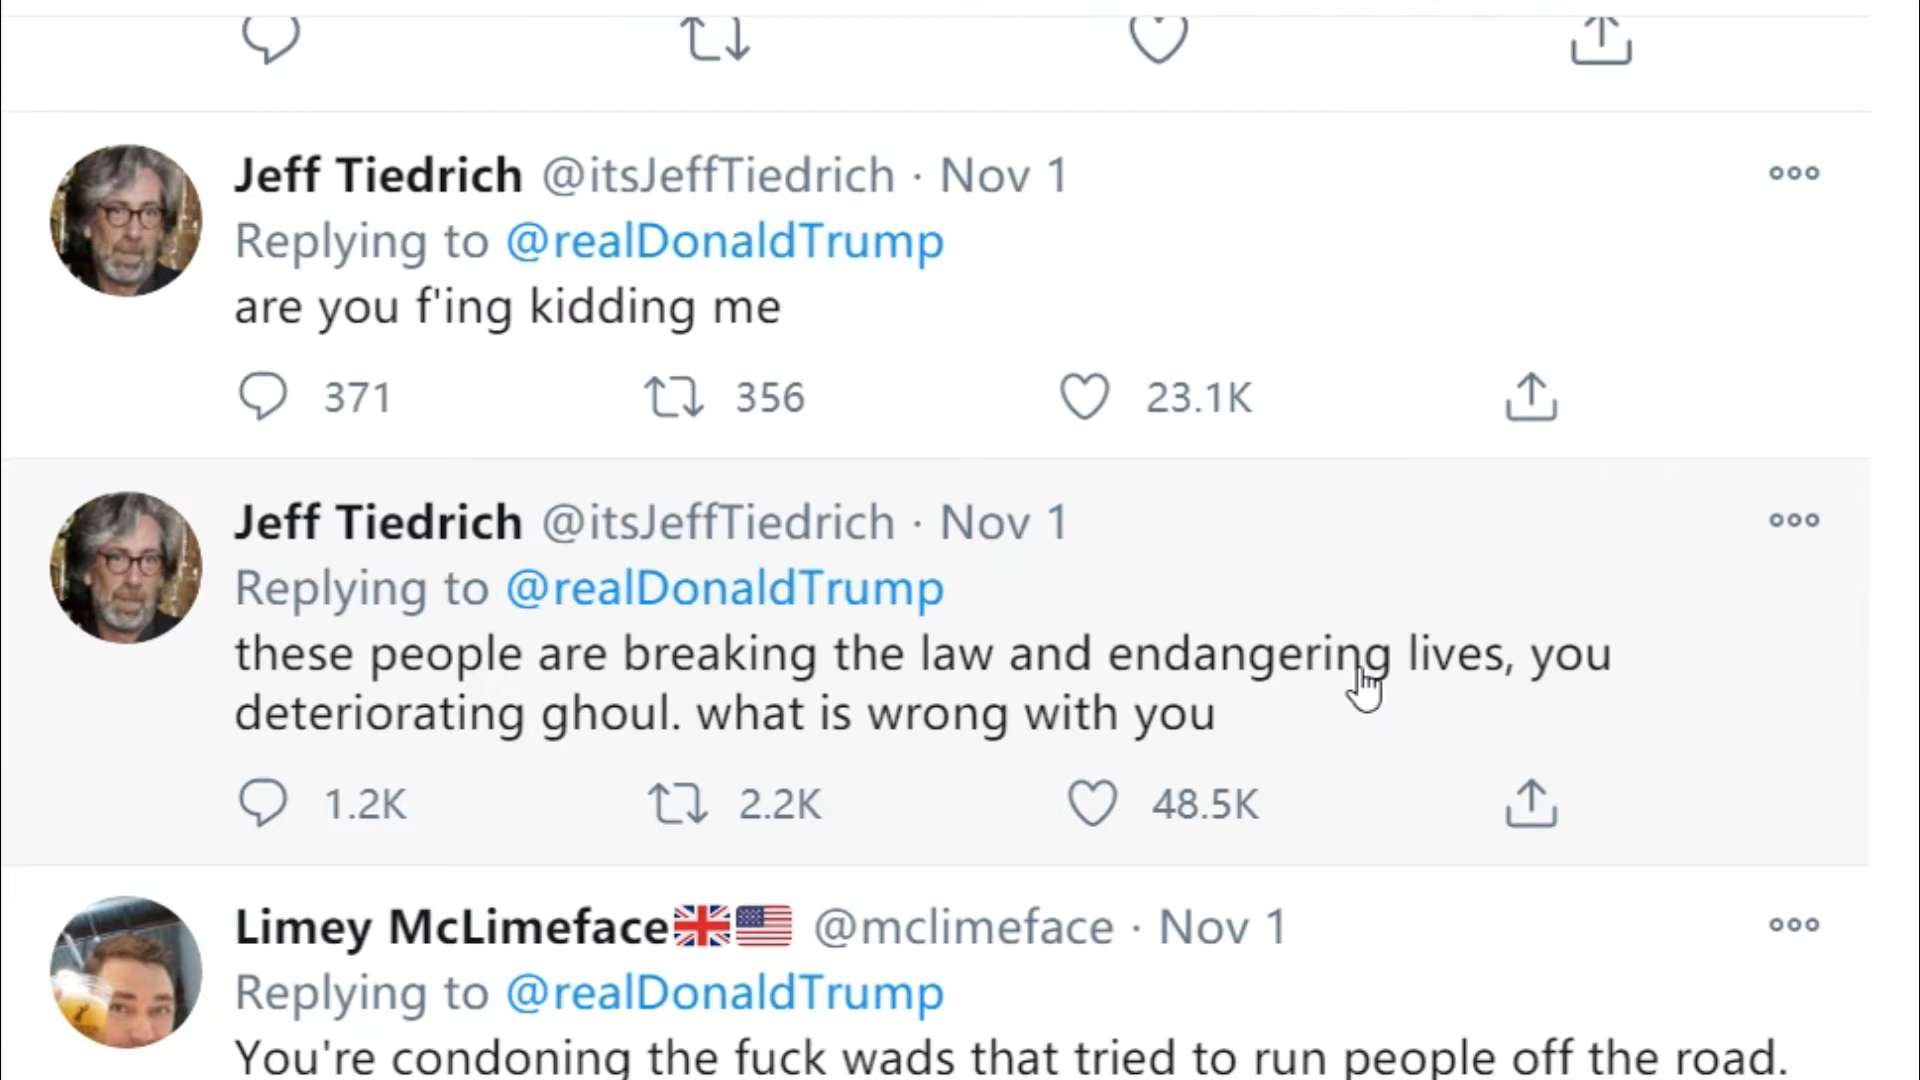 Jeff Tiedrich @itsJeffTiedrich · Nov 1
Replying to @realDonaldTrump
are you f'ing kidding me
371 356 23.1K
Jeff Tiedrich @itsJeffTiedrich · Nov 1
Replying to @realDonaldTrump
these people are breaking the law and endangering lives, you
deteriorating ghoul. what is wrong with you
1.2K 2.2K 48.5K
Limey McLimeface🇬🇧🇺🇸 @mclimeface · Nov 1
Replying to @realDonaldTrump
You're condoning the fuck wads that tried to run people off the road.